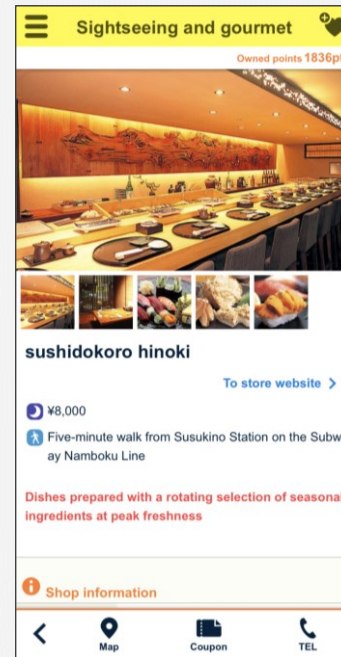 Sightseeing and gourmet
Owned points 1836pt
sushidokoro hinoki
To store website
¥8,000
Five-minute walk from Susukino Station on the Subw
ay Namboku Line
Dishes prepared with a rotating selection of seasonal
ingredients at peak freshness
Shop information
Map
Coupon
TEL